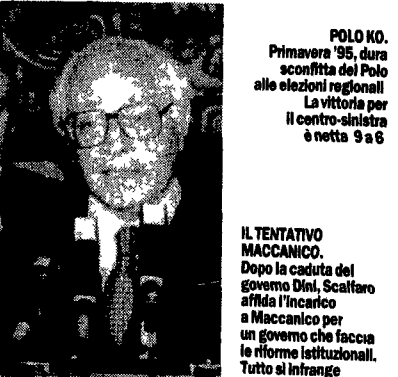 POLO KO.
Primavera '95, dura
sconfitta del Polo
alle elezioni regionali
La vittoria per
il centro-sinistra
è netta 9 a 6
IL TENTATIVO
MACCANICO.
Dopo la caduta del
governo Dini, Scalfaro
affida l'incarico
a Maccanico per
un governo che faccia
le riforme istituzionali.
Tutto si infrange